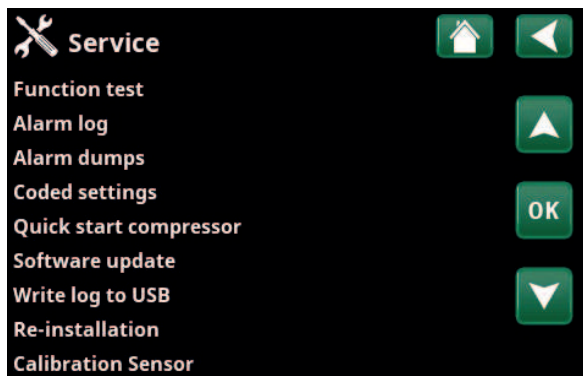 Service
Function test
Alarm log
Alarm dumps
Coded settings
OK
Quick start compressor
Software update
Write log to USB
Re-installation
Calibration Sensor